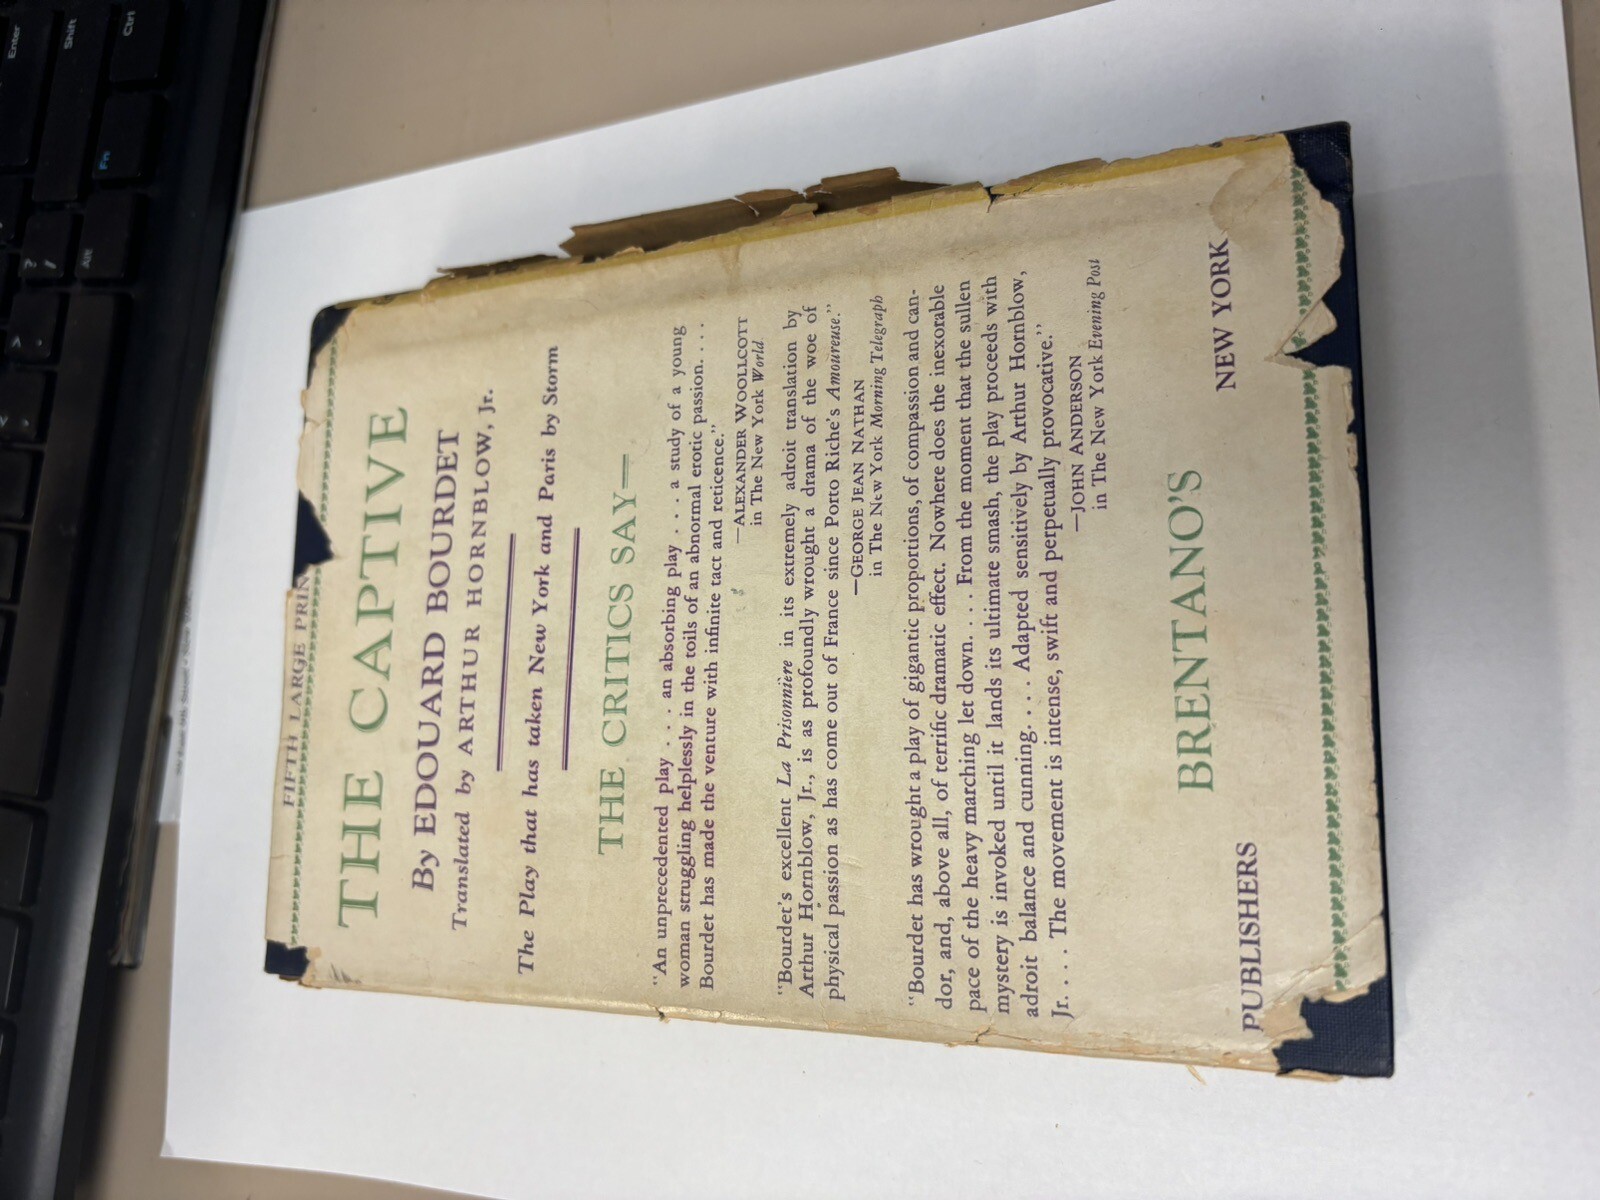 FIFTH LARGE PRIN
THE CAPTIVE
By EDOUARD BOURDET
Translated by ARTHUR HORNBLOW, Jr.
The Play that has taken New York and Paris by Storm
THE CRITICS SAY—
"An unprecedented play . . . an absorbing play . . . a study of a young
woman struggling helplessly in the toils of an abnormal erotic passion. . . .
Bourdet has made the venture with infinite tact and reticence."
—ALEXANDER WOOLLCOTT
in The New York World.
"Bourdet's excellent La Prisonnière in its extremely adroit translation by
Arthur Hornblow, Jr., is as profoundly wrought a drama of the woe of
physical passion as has come out of France since Porto Riche's Amoureuse."
—GEORGE JEAN NATHAN
in The New York Morning Telegraph
"Bourdet has wrought a play of gigantic proportions, of compassion and can-
dor, and, above all, of terrific dramatic effect. Nowhere does the inexorable
pace of the heavy marching let down. . . . From the moment that the sullen
mystery is invoked until it lands its ultimate smash, the play proceeds with
adroit balance and cunning. . . . Adapted sensitively by Arthur Hornblow,
Jr. . . . The movement is intense, swift and perpetually provocative."
—JOHN ANDERSON
in The New York Evening Post
BRENTANO'S
PUBLISHERS NEW YORK
Enter
Shift
Ctrl
Fn
? /
Alt
> .
< ,